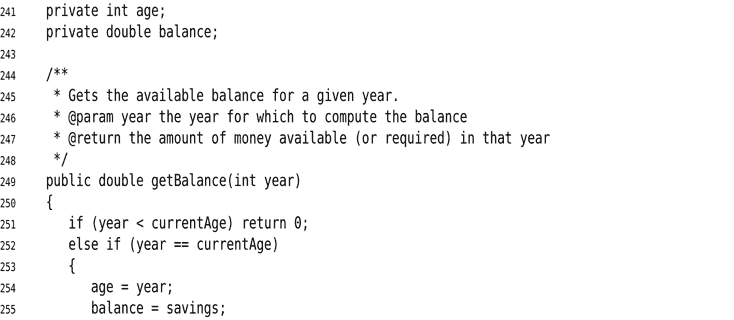 241 private int age;
242 private double balance;
243
244 /**
245 * Gets the available balance for a given year.
246 * @param year the year for which to compute the balance
247 * @return the amount of money available (or required) in that year
248 */
249 public double getBalance(int year)
250 {
251 if (year < currentAge) return 0;
252 else if (year == currentAge)
253 {
254 age = year;
255 balance = savings;